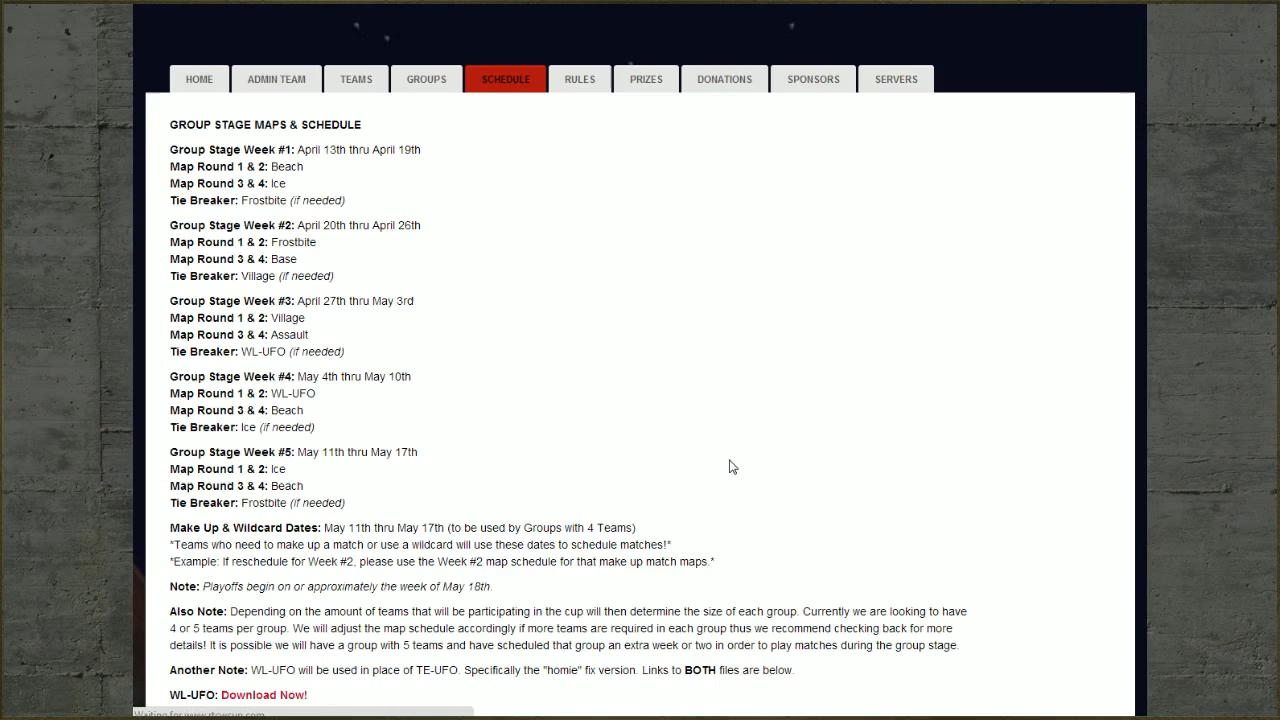 HOME ADMIN TEAM TEAMS GROUPS SCHEDULE RULES PRIZES DONATIONS SPONSORS SERVERS
GROUP STAGE MAPS & SCHEDULE
Group Stage Week #1: April 13th thru April 19th
Map Round 1 & 2: Beach
Map Round 3 & 4: Ice
Tie Breaker: Frostbite (if needed)
Group Stage Week #2: April 20th thru April 26th
Map Round 1 & 2: Frostbite
Map Round 3 & 4: Base
Tie Breaker: Village (if needed)
Group Stage Week #3: April 27th thru May 3rd
Map Round 1 & 2: Village
Map Round 3 & 4: Assault
Tie Breaker: WL-UFO (if needed)
Group Stage Week #4: May 4th thru May 10th
Map Round 1 & 2: WL-UFO
Map Round 3 & 4: Beach
Tie Breaker: Ice (if needed)
Group Stage Week #5: May 11th thru May 17th
Map Round 1 & 2: Ice
Map Round 3 & 4: Beach
Tie Breaker: Frostbite (if needed)
Make Up & Wildcard Dates: May 11th thru May 17th (to be used by Groups with 4 Teams)
*Teams who need to make up a match or use a wildcard will use these dates to schedule matches!*
*Example: If reschedule for Week #2, please use the Week #2 map schedule for that make up match maps.*
Note: Playoffs begin on or approximately the week of May 18th.
Also Note: Depending on the amount of teams that will be participating in the cup will then determine the size of each group. Currently we are looking to have
4 or 5 teams per group. We will adjust the map schedule accordingly if more teams are required in each group thus we recommend checking back for more
details! It is possible we will have a group with 5 teams and have scheduled that group an extra week or two in order to play matches during the group stage.
Another Note: WL-UFO will be used in place of TE-UFO. Specifically the "homie" fix version. Links to BOTH files are below.
WL-UFO: Download Now!
Waiting for www.rtcwcup.com